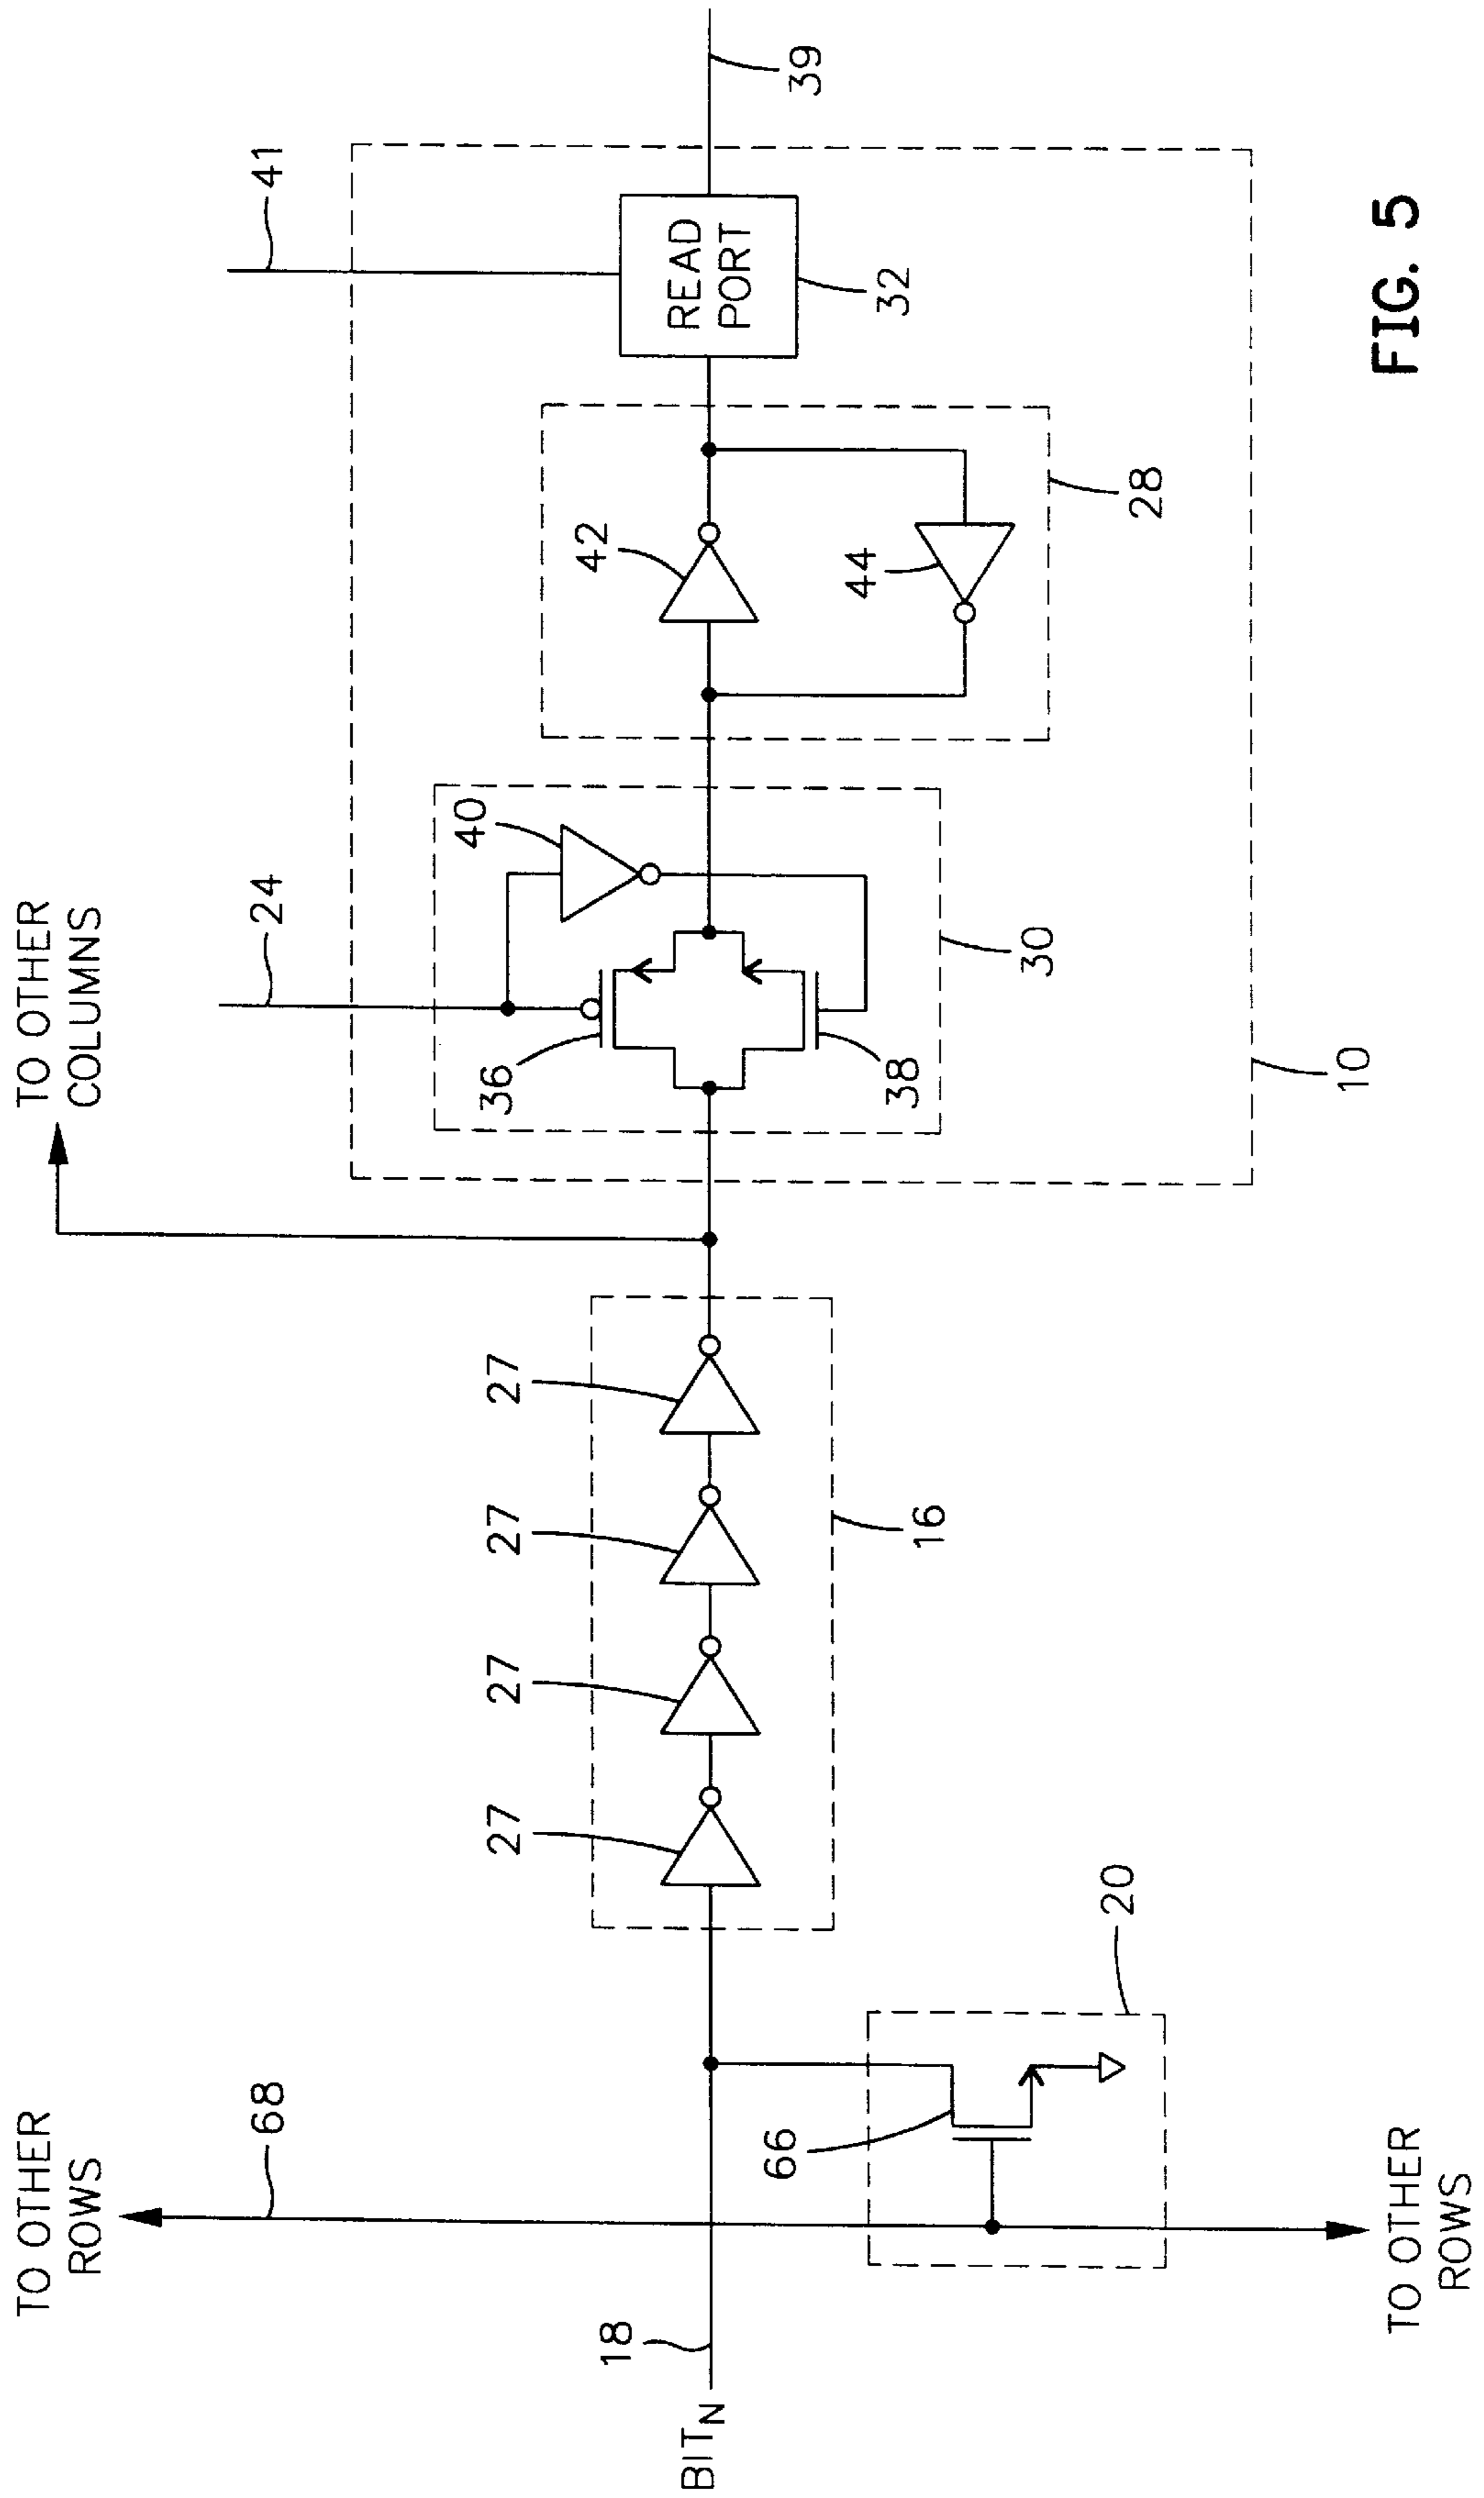 TO OTHER
ROWS
68
TO OTHER
COLUMNS
24
41
40
36
38
30
42
44
28
READ
PORT
32
39
10
27
27
27
27
16
18
BIT_N
66
20
TO OTHER
ROWS
FIG. 5